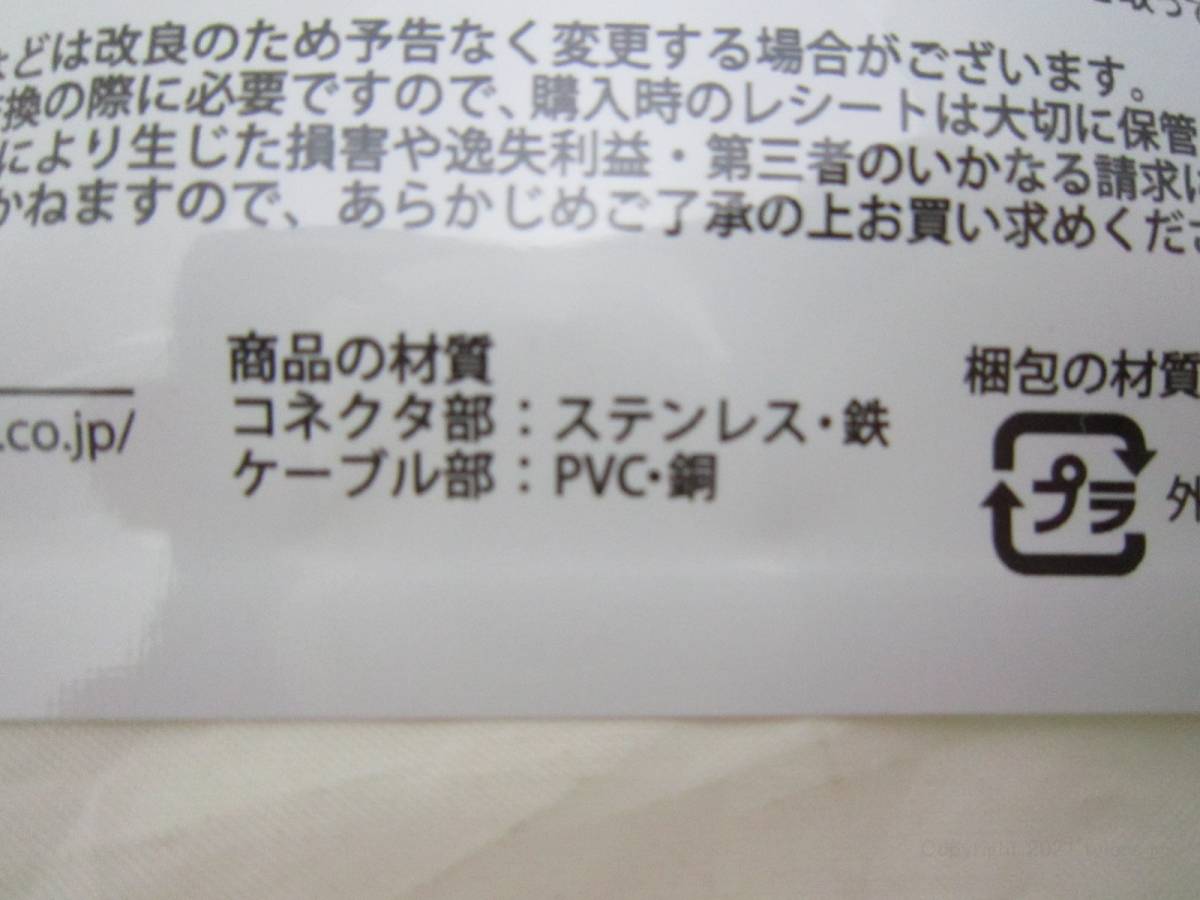 などは改良のため予告なく変更する場合がございます。
換の際に必要ですので、購入時のレシートは大切に保管
により生じた損害や逸失利益・第三者のいかなる請求に
かねますので、あらかじめご了承の上お買い求めくださ
商品の材質
コネクタ部：ステンレス・鉄
ケーブル部：PVC・銅
.co.jp/
梱包の材質
プラ
外